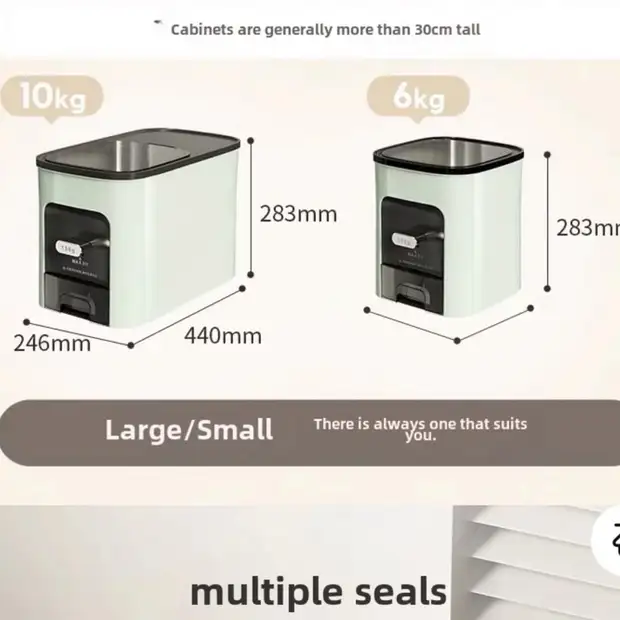 Cabinets are generally more than 30cm tall
10kg
6kg
283mm
283mm
246mm
440mm
Large/Small
There is always one that suits
you.
multiple seals